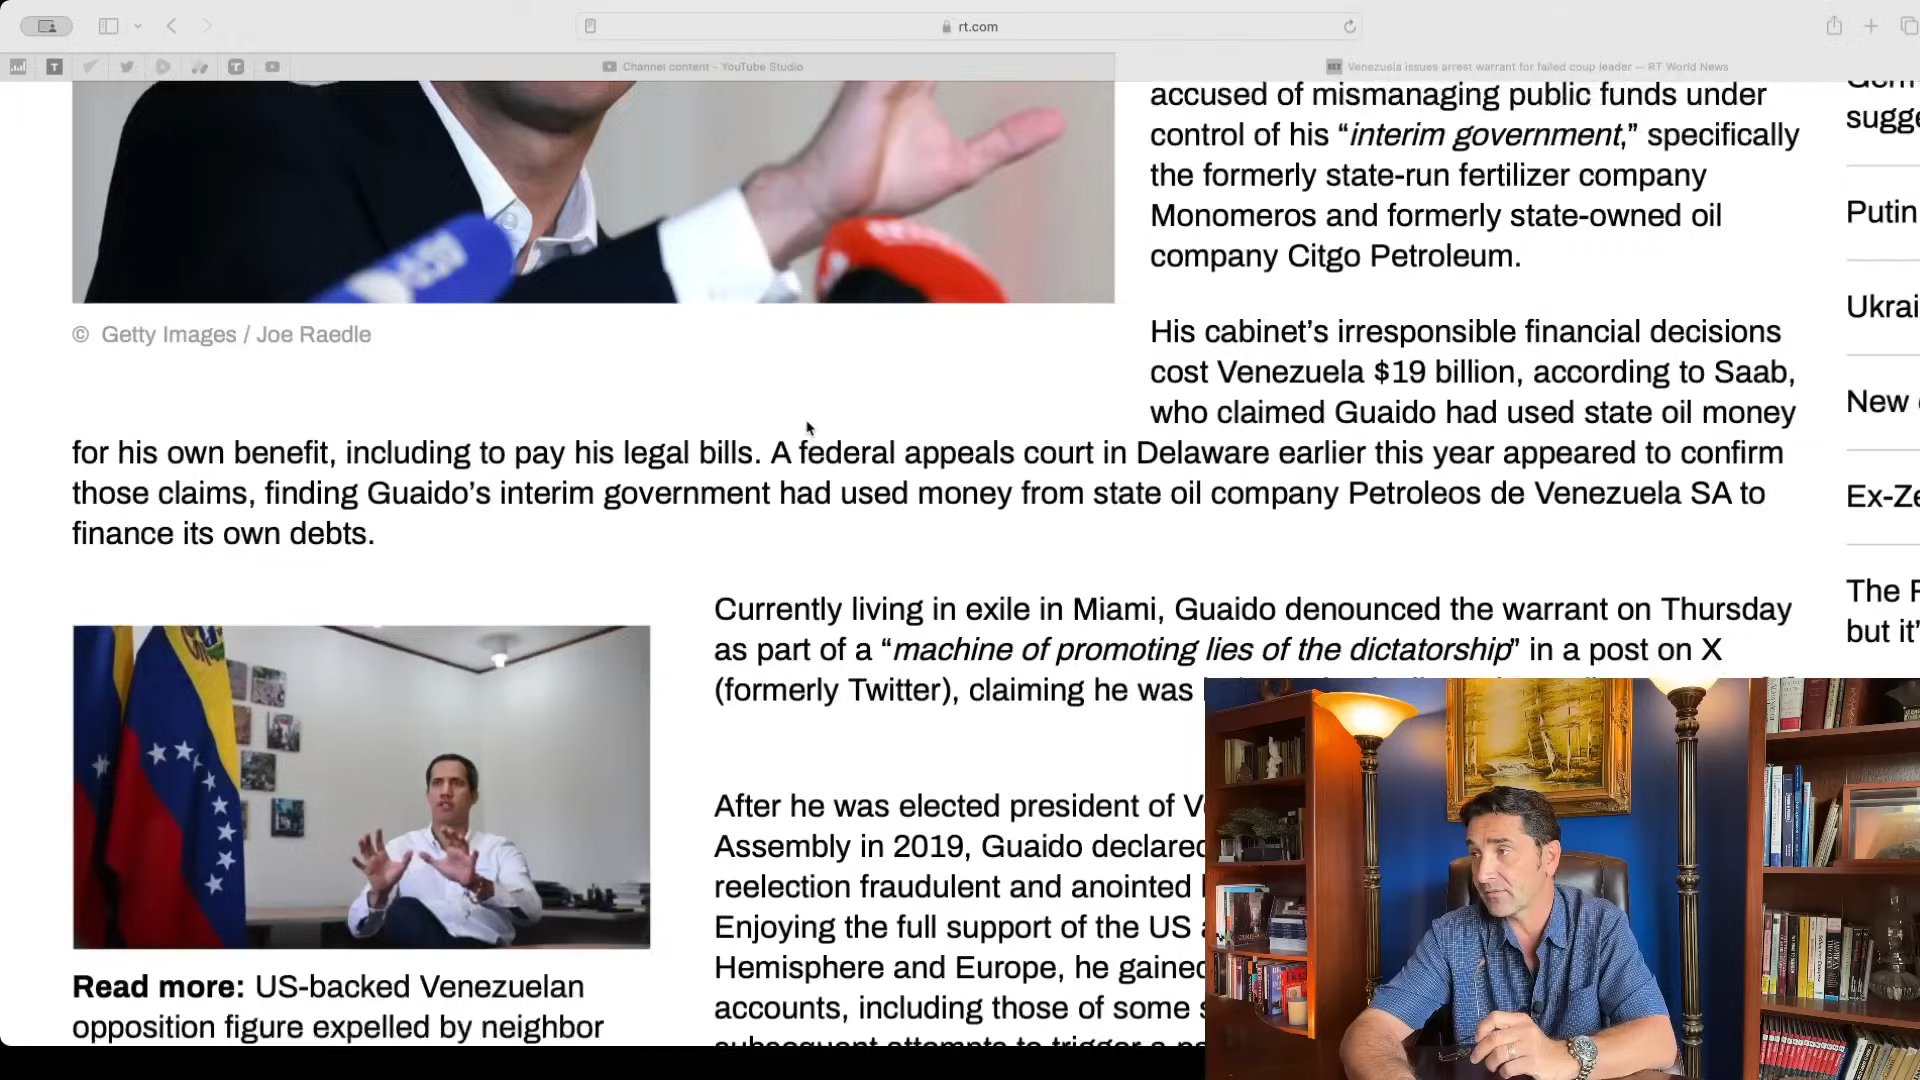 rt.com
Channel content - YouTube Studio
Venezuela issues arrest warrant for failed coup leader — RT World News
accused of mismanaging public funds under
control of his “interim government,” specifically
the formerly state-run fertilizer company
Monomeros and formerly state-owned oil
company Citgo Petroleum.
© Getty Images / Joe Raedle
His cabinet’s irresponsible financial decisions
cost Venezuela $19 billion, according to Saab,
who claimed Guaido had used state oil money
for his own benefit, including to pay his legal bills. A federal appeals court in Delaware earlier this year appeared to confirm
those claims, finding Guaido’s interim government had used money from state oil company Petroleos de Venezuela SA to
finance its own debts.
Currently living in exile in Miami, Guaido denounced the warrant on Thursday
as part of a “machine of promoting lies of the dictatorship” in a post on X
(formerly Twitter), claiming he was
After he was elected president of V
Assembly in 2019, Guaido declared
reelection fraudulent and anointed
Enjoying the full support of the US
Hemisphere and Europe, he gained
accounts, including those of some
subsequent attempts to trigger a
Read more: US-backed Venezuelan
opposition figure expelled by neighbor
sugge
Putin
Ukrai
New
Ex-Ze
The
but it’